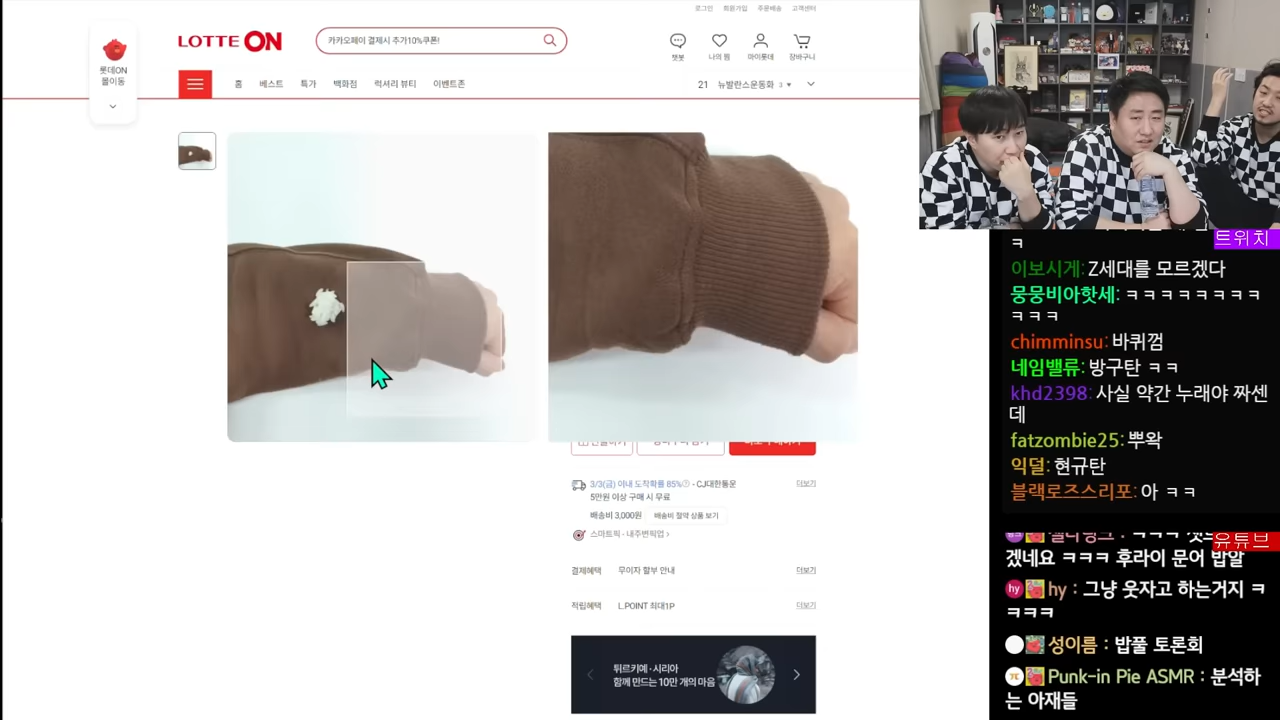 로그인 회원가입 주문배송 고객센터
롯데ON
몰이동
LOTTE ON
카카오페이 결제시 추가10%쿠폰!
챗봇 나의 찜 마이롯데 장바구니
홈 베스트 특가 백화점 럭셔리 뷰티 이벤트존
21 뉴발란스운동화 3
3/3(금) 이내 도착확률 85% - CJ대한통운 더보기
5만원 이상 구매 시 무료
배송비 3,000원 배송비 절약 상품 보기
스마트픽 - 내주변픽업 >
결제혜택 무이자 할부 안내 더보기
적립혜택 L.POINT 최대1P 더보기
튀르키예·시리아
함께 만드는 10만 개의 마음
트위치
ㅋ
이보시게: Z세대를 모르겠다
뭉뭉비아핫세: ㅋㅋㅋㅋㅋㅋㅋㅋ
ㅋㅋㅋ
chimminsu: 바퀴껌
네임밸류: 방구탄 ㅋㅋ
khd2398: 사실 약간 누래야 짜센
데
fatzombie25: 뿌왁
익덜: 현규탄
블랙로즈스리포: 아 ㅋㅋ
유튜브
겠네요 ㅋㅋㅋ 후라이 문어 밥알
hy hy : 그냥 웃자고 하는거지 ㅋ
ㅋㅋㅋ
성이름 : 밥풀 토론회
π Punk-in Pie ASMR : 분석하
는 아재들